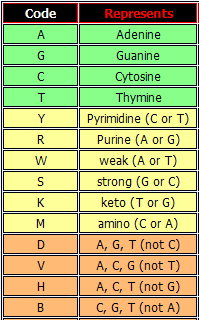 Code Represents
A Adenine
G Guanine
C Cytosine
T Thymine
Y Pyrimidine (C or T)
R Purine (A or G)
W weak (A or T)
S strong (G or C)
K keto (T or G)
M amino (C or A)
D A, G, T (not C)
V A, C, G (not T)
H A, C, T (not G)
B C, G, T (not A)